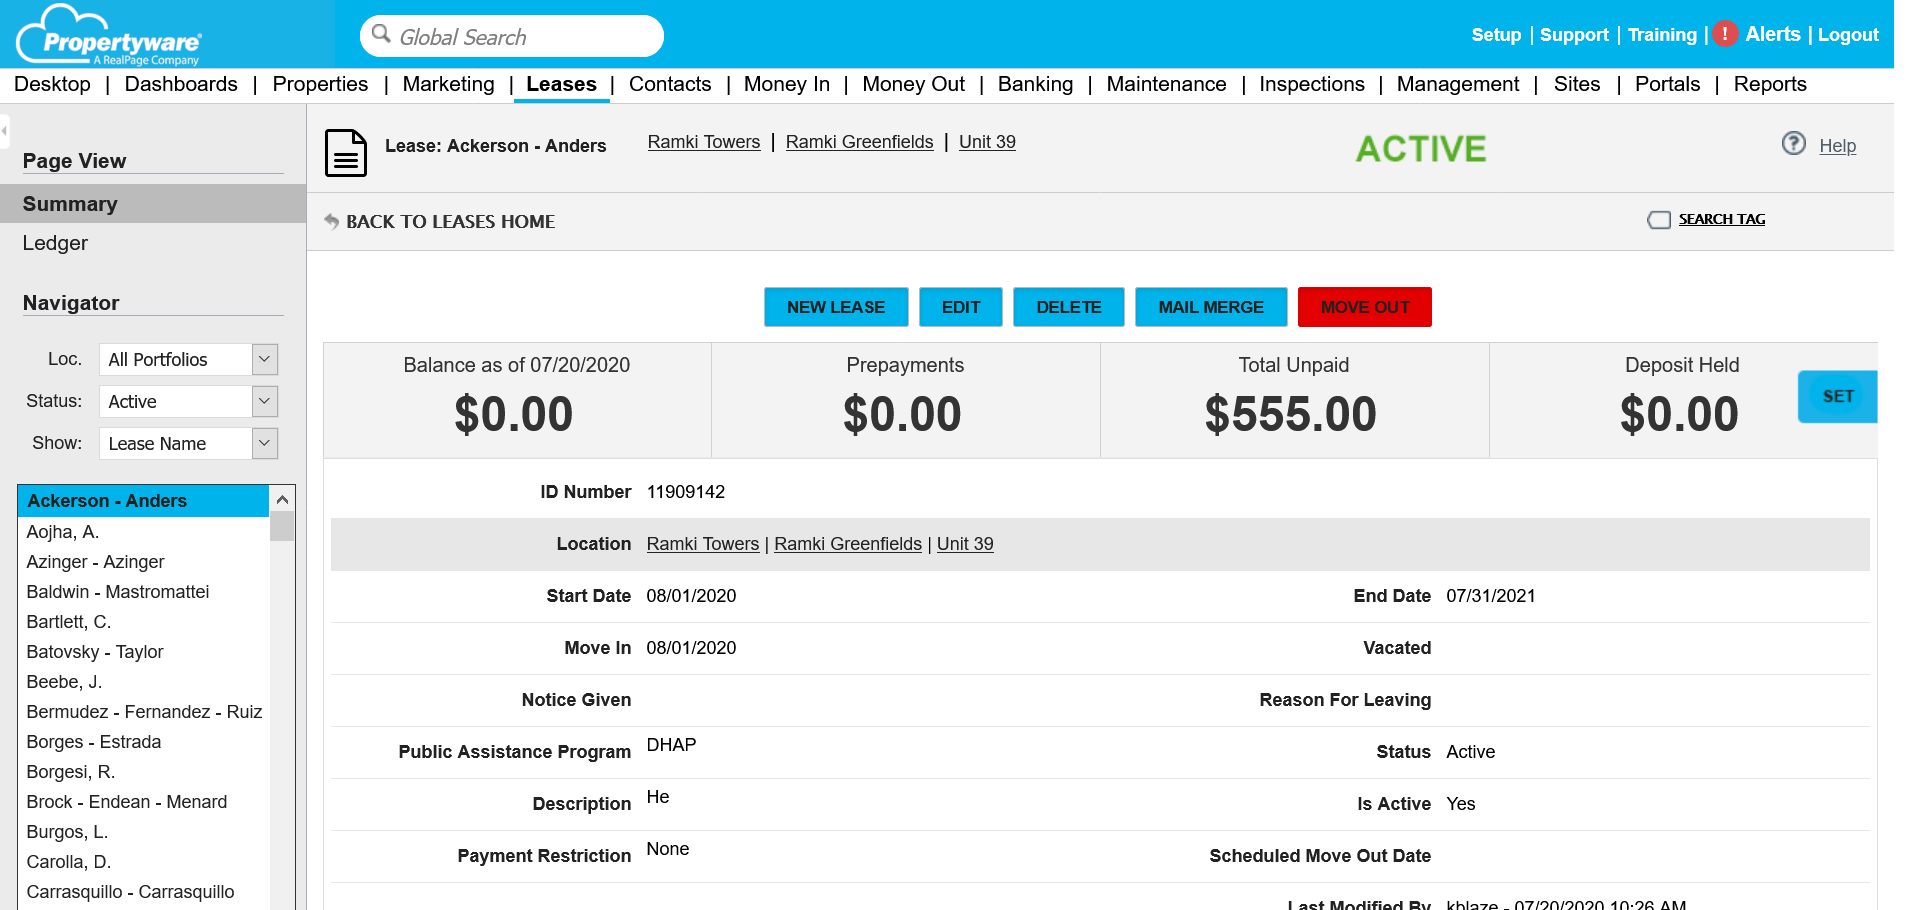 Propertyware
A RealPage Company
Global Search
Setup | Support | Training | ! Alerts | Logout
Desktop | Dashboards | Properties | Marketing | Leases | Contacts | Money In | Money Out | Banking | Maintenance | Inspections | Management | Sites | Portals | Reports
Page View
Summary
Ledger
Navigator
Loc. All Portfolios
Status: Active
Show: Lease Name
Ackerson - Anders
Aojha, A.
Azinger - Azinger
Baldwin - Mastromattei
Bartlett, C.
Batovsky - Taylor
Beebe, J.
Bermudez - Fernandez - Ruiz
Borges - Estrada
Borgesi, R.
Brock - Endean - Menard
Burgos, L.
Carolla, D.
Carrasquillo - Carrasquillo
Lease: Ackerson - Anders Ramki Towers | Ramki Greenfields | Unit 39 ACTIVE ? Help
BACK TO LEASES HOME SEARCH TAG
NEW LEASE EDIT DELETE MAIL MERGE MOVE OUT
Balance as of 07/20/2020 Prepayments Total Unpaid Deposit Held
$0.00 $0.00 $555.00 $0.00 SET
ID Number 11909142
Location Ramki Towers | Ramki Greenfields | Unit 39
Start Date 08/01/2020 End Date 07/31/2021
Move In 08/01/2020 Vacated
Notice Given Reason For Leaving
Public Assistance Program DHAP Status Active
Description He Is Active Yes
Payment Restriction None Scheduled Move Out Date
Last Modified By kblaze - 07/20/2020 10:26 AM